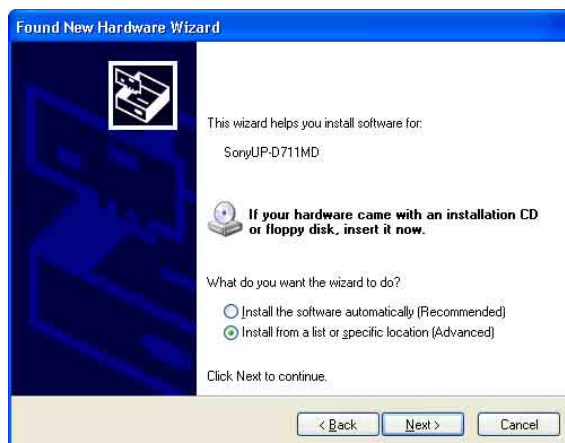 Found New Hardware Wizard
This wizard helps you install software for:
SonyUP-D711MD
If your hardware came with an installation CD
or floppy disk, insert it now.
What do you want the wizard to do?
Install the software automatically (Recommended)
Install from a list or specific location (Advanced)
Click Next to continue.
< Back Next > Cancel